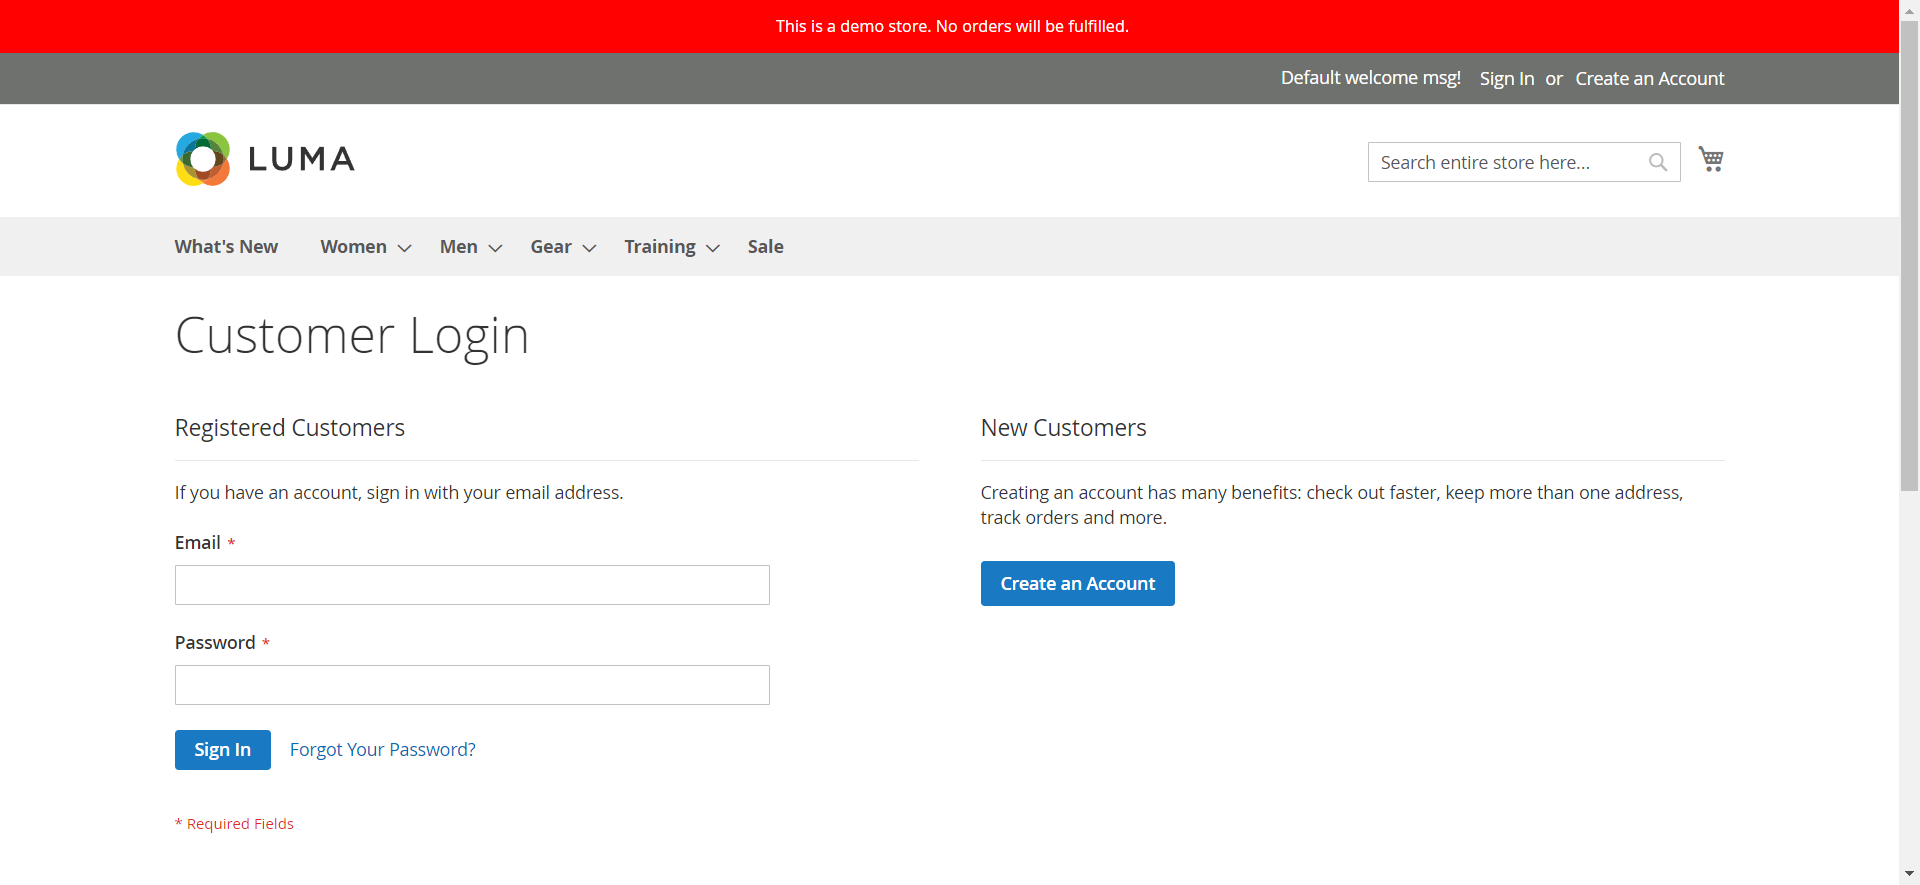 This is a demo store. No orders will be fulfilled.
Default welcome msg! Sign In or Create an Account
LUMA
Search entire store here...
What's New Women Men Gear Training Sale
Customer Login
Registered Customers
If you have an account, sign in with your email address.
Email *
Password *
Sign In Forgot Your Password?
* Required Fields
New Customers
Creating an account has many benefits: check out faster, keep more than one address,
track orders and more.
Create an Account